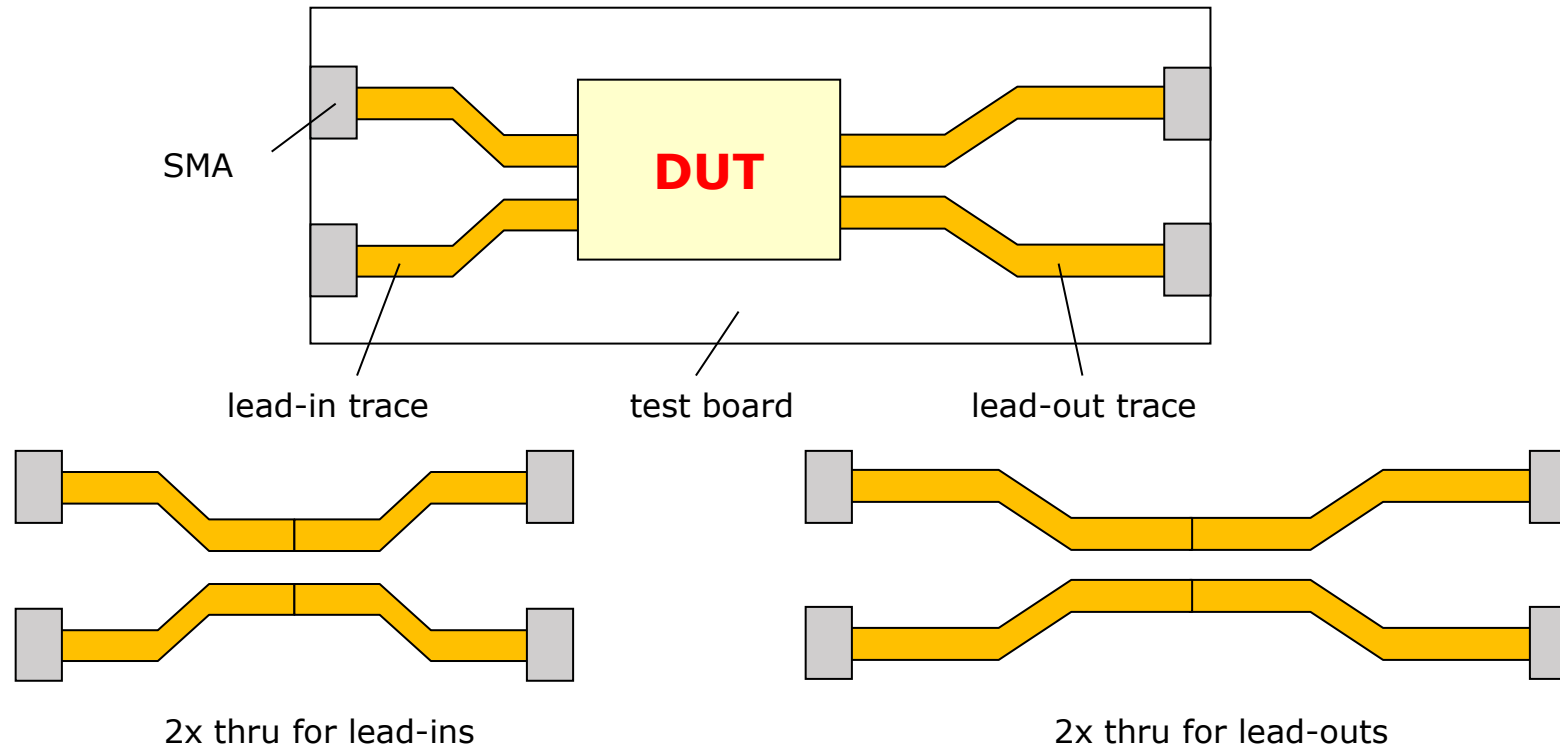 SMA
DUT
lead-in trace
test board
lead-out trace
2x thru for lead-ins
2x thru for lead-outs